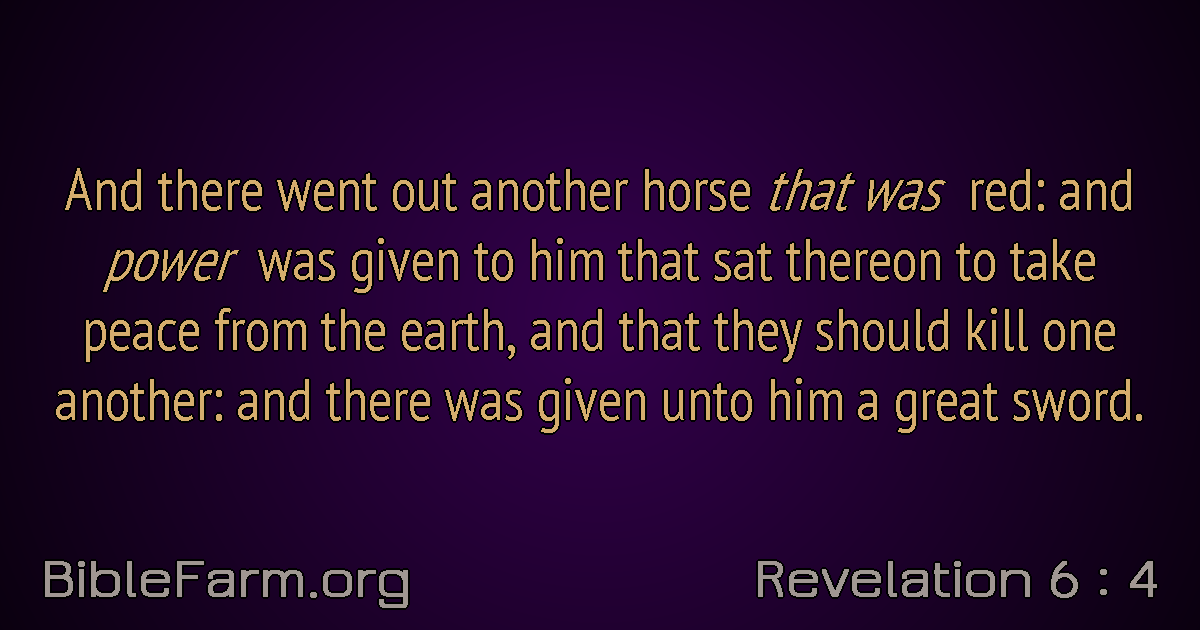 And there went out another horse that was red: and
power was given to him that sat thereon to take
peace from the earth, and that they should kill one
another: and there was given unto him a great sword.
BibleFarm.org
Revelation 6 : 4